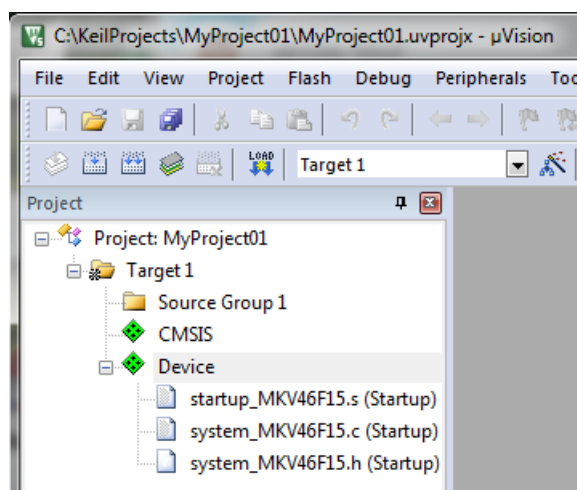 C:\KeilProjects\MyProject01\MyProject01.uvprojx - µVision
File Edit View Project Flash Debug Peripherals Too
LOAD Target 1
Project
Project: MyProject01
Target 1
Source Group 1
CMSIS
Device
startup_MKV46F15.s (Startup)
system_MKV46F15.c (Startup)
system_MKV46F15.h (Startup)